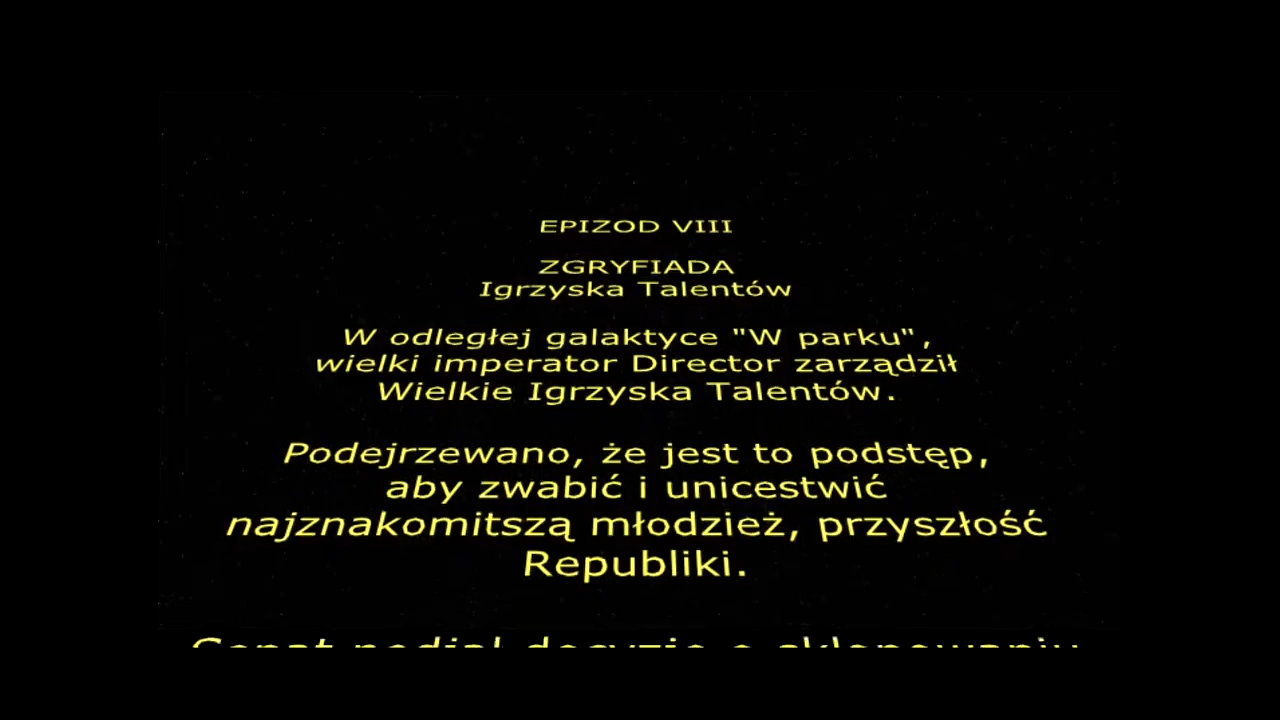 EPIZOD VIII
ZGRYFIADA
Igrzyska Talentów
W odległej galaktyce "W parku",
wielki imperator Director zarządził
Wielkie Igrzyska Talentów.
Podejrzewano, że jest to podstęp,
aby zwabić i unicestwić
najznakomitszą młodzież, przyszłość
Republiki.
Senat podjął decyzję o sklonowaniu